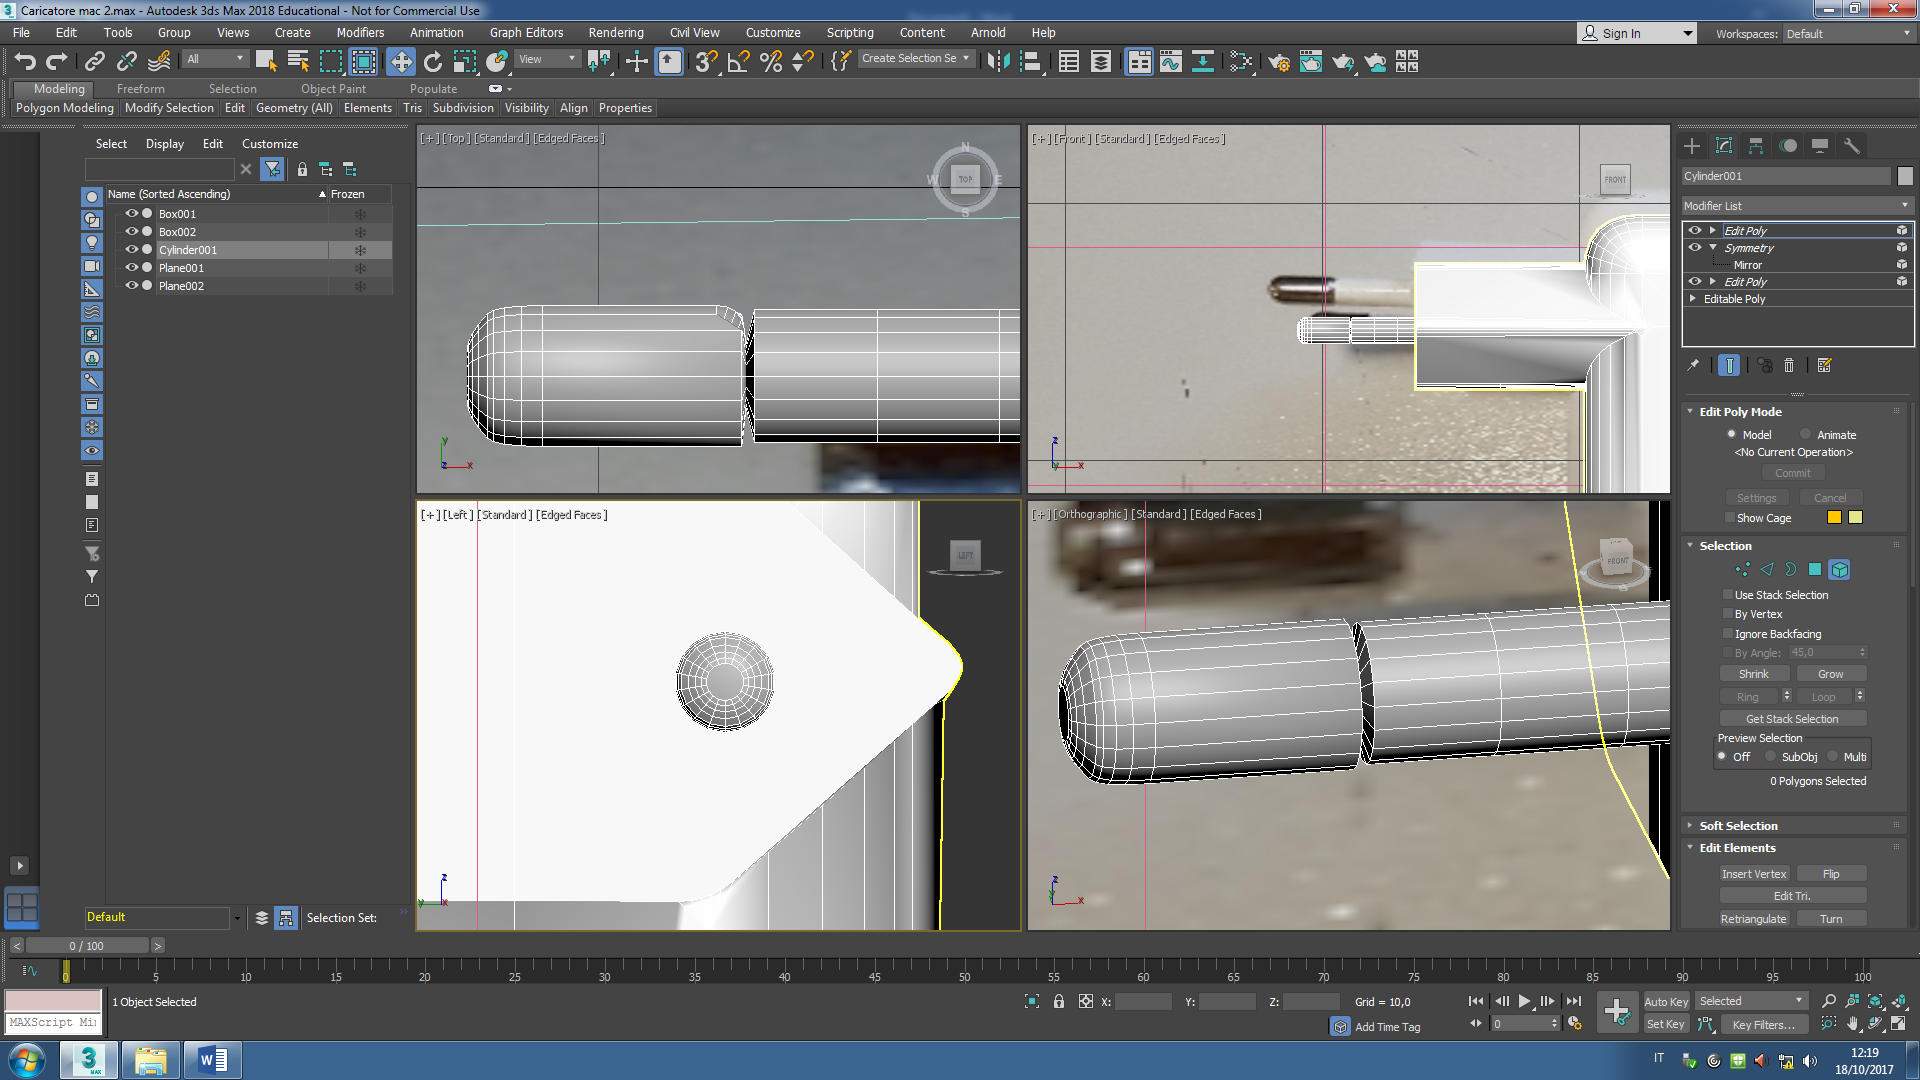 Caricatore mac 2.max - Autodesk 3ds Max 2018 Educational - Not for Commercial Use
File Edit Tools Group Views Create Modifiers Animation Graph Editors Rendering Civil View Customize Scripting Content Arnold Help
Sign In
Workspaces: Default
All
View
Create Selection Se
Modeling Freeform Selection Object Paint Populate
Polygon Modeling Modify Selection Edit Geometry (All) Elements Tris Subdivision Visibility Align Properties
Select Display Edit Customize
Name (Sorted Ascending) Frozen
Box001
Box002
Cylinder001
Plane001
Plane002
[+] [Top] [Standard] [Edged Faces]
N
W TOP E
S
y
z x
[+] [Front] [Standard] [Edged Faces]
FRONT
z
y x
[+] [Left] [Standard] [Edged Faces]
LEFT
z
y x
[+] [Orthographic] [Standard] [Edged Faces]
FRONT
z
y x
Cylinder001
Modifier List
Edit Poly
Symmetry
Mirror
Edit Poly
Editable Poly
Edit Poly Mode
Model Animate
<No Current Operation>
Commit
Settings Cancel
Show Cage
Selection
Use Stack Selection
By Vertex
Ignore Backfacing
By Angle: 45,0
Shrink Grow
Ring Loop
Get Stack Selection
Preview Selection
Off SubObj Multi
0 Polygons Selected
Soft Selection
Edit Elements
Insert Vertex Flip
Edit Tri.
Retriangulate Turn
Default
Selection Set:
< 0 / 100 >
0 5 10 15 20 25 30 35 40 45 50 55 60 65 70 75 80 85 90 95 100
1 Object Selected
MAXScript Mi
X: Y: Z: Grid = 10,0
Add Time Tag
0
Auto Key Selected
Set Key Key Filters...
3
MAX
W
IT
12:19
18/10/2017